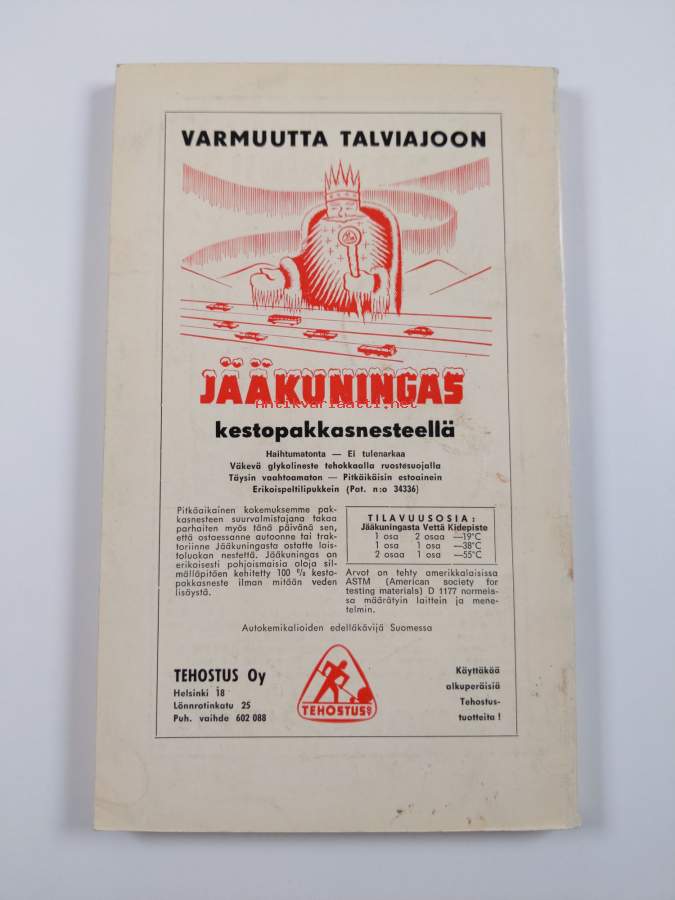 VARMUUTTA TALVIAJOON
JÄÄKUNINGAS
Antikvariaatti.net
kestopakkasnesteellä
Haihtumatonta — Ei tulenarkaa
Väkevä glykolineste tehokkaalla ruostesuojalla
Täysin vaahtoamaton — Pitkäikäisin estoainein
Erikoispeltilipukkein (Pat. n:o 34336)
Pitkäaikainen kokemuksemme pak-
kasnesteen suurvalmistajana takaa
parhaiten myös tänä päivänä sen,
että ostaessanne autoonne tai trak-
toriinne Jääkuningasta ostatte lais-
toluokan nestettä. Jääkuningas on
erikoisesti pohjoismaisia oloja sil-
mälläpitäen kehitetty 100 % kesto-
pakkasneste ilman mitään veden
lisäystä.
TILAVUUSOSIA:
Jääkuningasta Vettä Kidepiste
1 osa 2 osaa —19°C
1 osa 1 osa —38°C
2 osaa 1 osa —55°C
Arvot on tehty amerikkalaisissa
ASTM (American society for
testing materials) D 1177 normeis-
sa määrätyin laittein ja mene-
telmin.
Autokemikalioiden edelläkävijä Suomessa
TEHOSTUS Oy
Helsinki 18
Lönnrotinkatu 25
Puh. vaihde 602 088
TEHOSTUS OY
Käyttäkää
alkuperäisiä
Tehostus-
tuotteita!